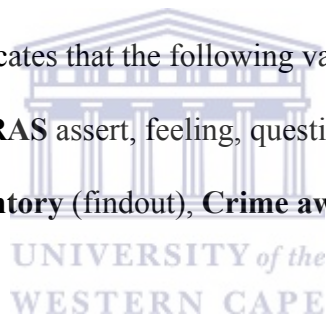 cates that the following va
RAS assert, feeling, questi
ntory (findout), Crime aw
UNIVERSITY of the
WESTERN CAPE